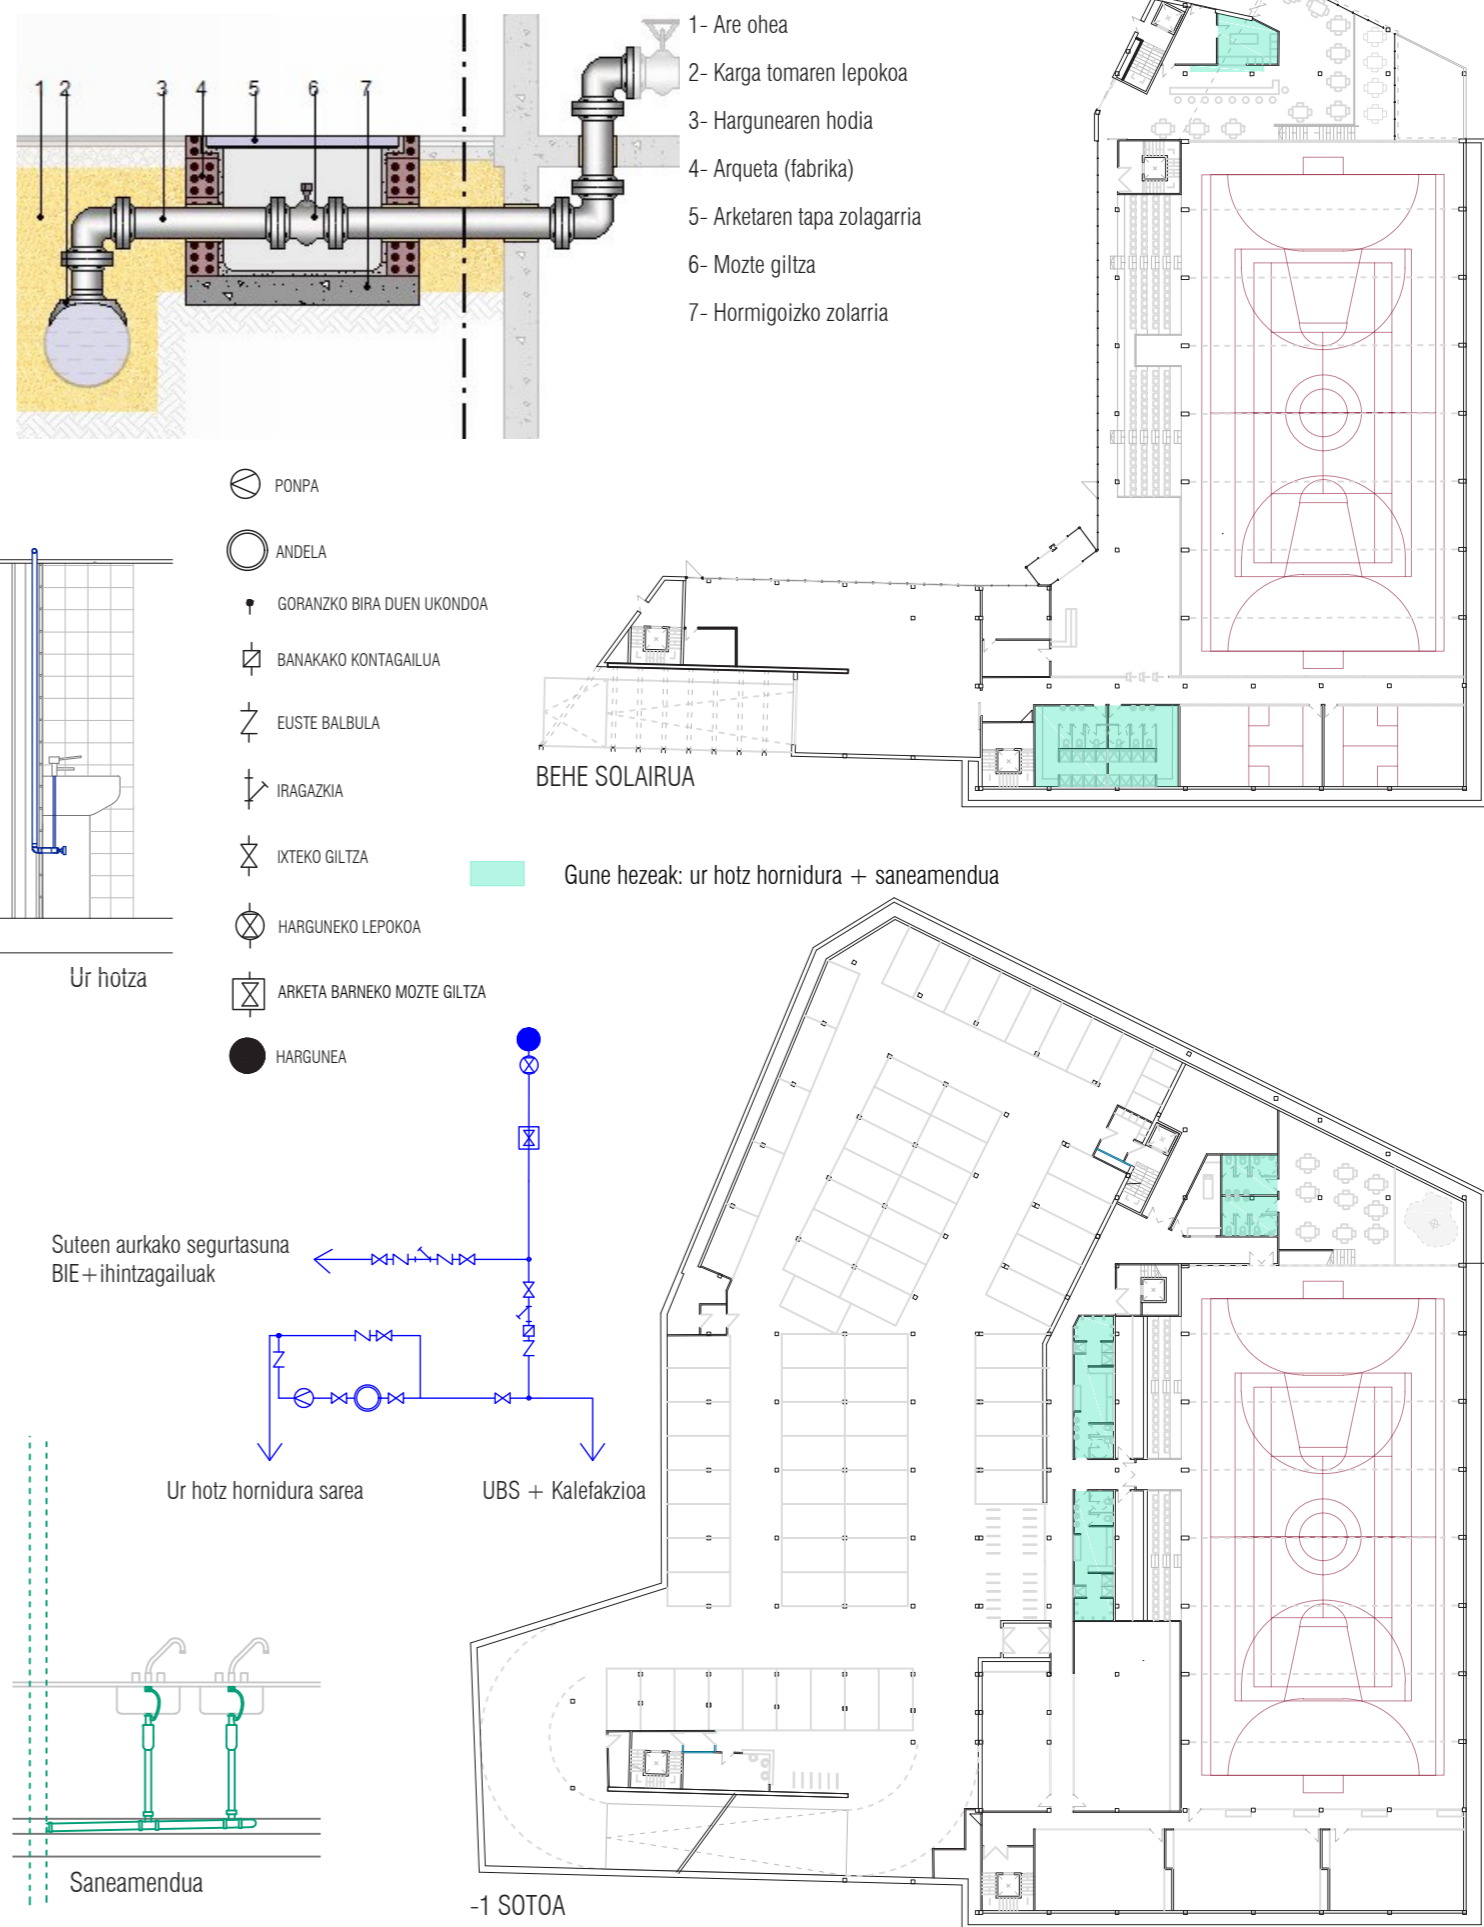 1 2 3 4 5 6 7
1- Are ohea
2- Karga tomaren lepokoa
3- Hargunearen hodia
4- Arqueta (fabrika)
5- Arketaren tapa zolagarria
6- Mozte giltza
7- Hormigoizko zolarria
PONPA
ANDELA
GORANZKO BIRA DUEN UKONDOA
BANAKAKO KONTAGAILUA
EUSTE BALBULA
IRAGAZKIA
IXTEKO GILTZA
HARGUNEKO LEPOKOA
ARKETA BARNEKO MOZTE GILTZA
HARGUNEA
Ur hotza
BEHE SOLAIRUA
Gune hezeak: ur hotz hornidura + saneamendua
Suteen aurkako segurtasuna
BIE+ihintzagailuak
Ur hotz hornidura sarea
UBS + Kalefakzioa
Saneamendua
-1 SOTOA